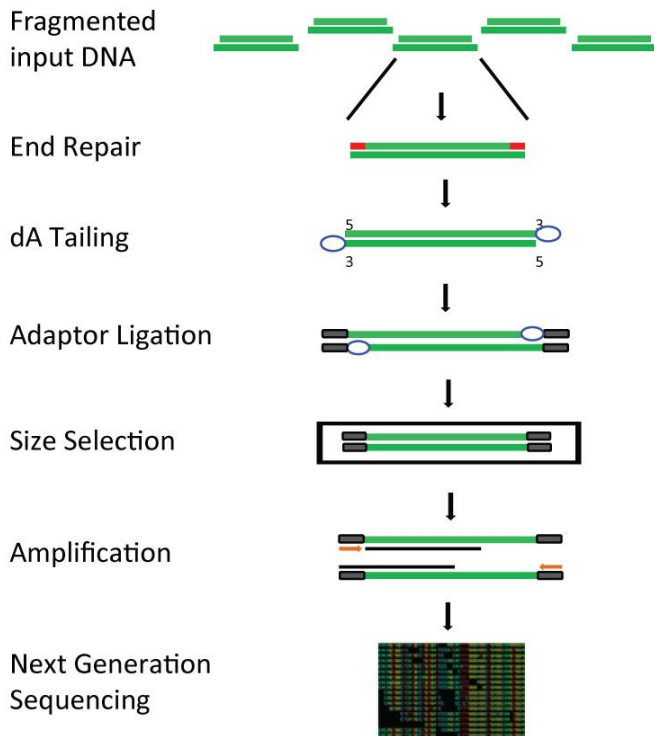 Fragmented
input DNA
End Repair
dA Tailing
5 3
3 5
Adaptor Ligation
Size Selection
Amplification
Next Generation
Sequencing